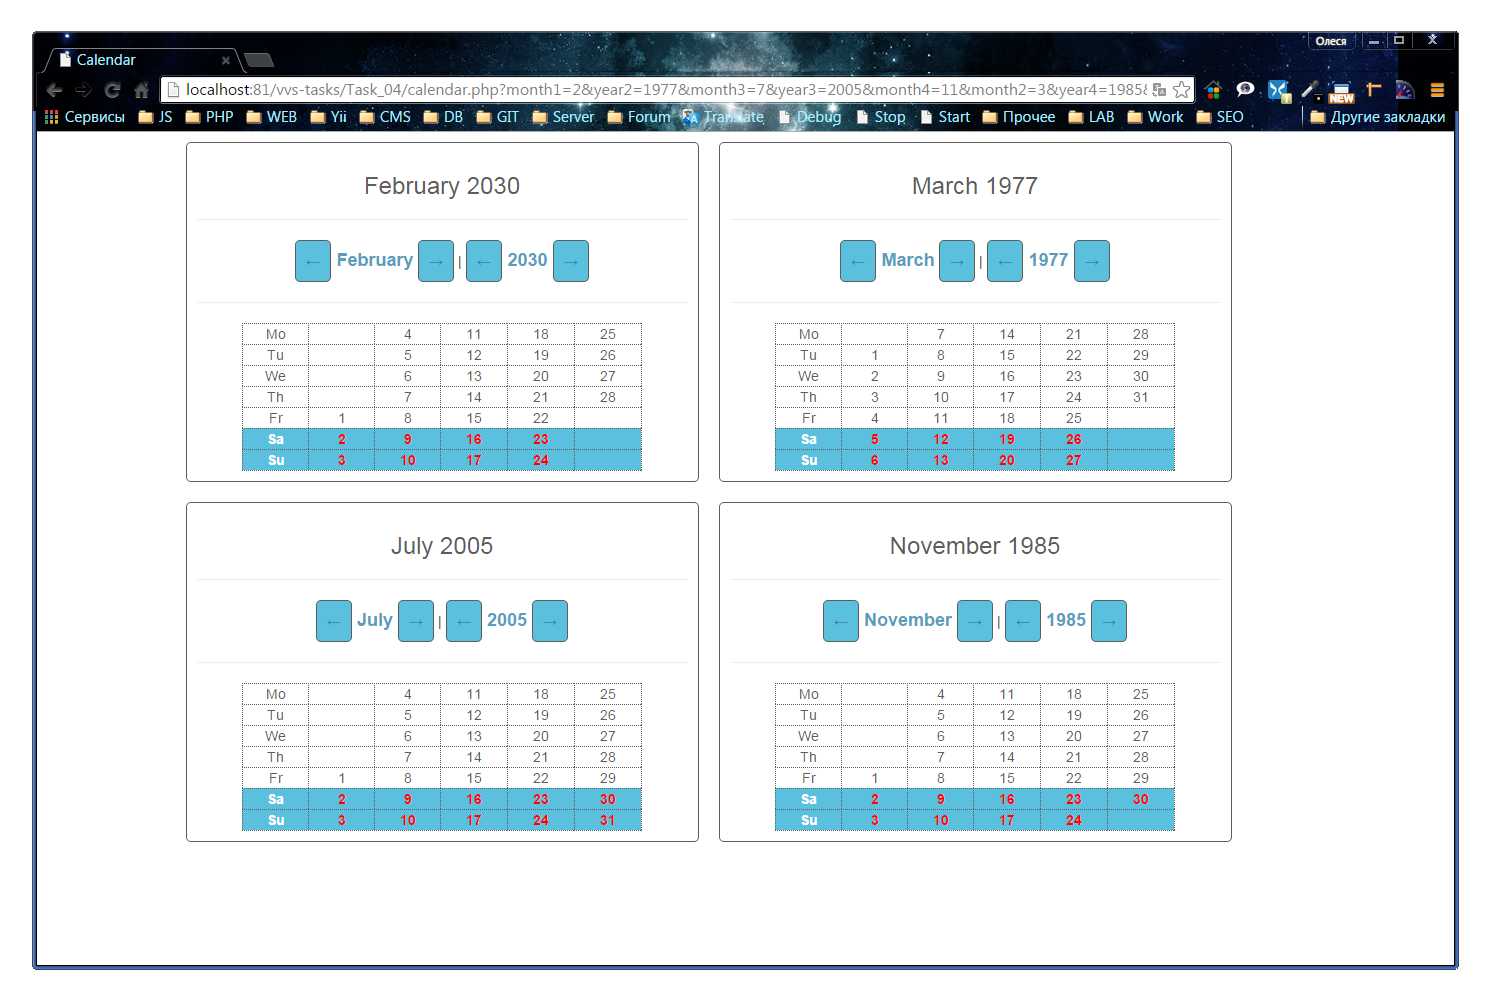 Олеся
Calendar
localhost:81/vvs-tasks/Task_04/calendar.php?month1=2&year2=1977&month3=7&year3=2005&month4=11&month2=3&year4=1985&
NEW
Сервисы JS PHP WEB Yii CMS DB GIT Server Forum Translate Debug Stop Start Прочее LAB Work SEO Другие закладки
February 2030
← February → | ← 2030 →
Mo 4 11 18 25
Tu 5 12 19 26
We 6 13 20 27
Th 7 14 21 28
Fr 1 8 15 22
Sa 2 9 16 23
Su 3 10 17 24
March 1977
← March → | ← 1977 →
Mo 7 14 21 28
Tu 1 8 15 22 29
We 2 9 16 23 30
Th 3 10 17 24 31
Fr 4 11 18 25
Sa 5 12 19 26
Su 6 13 20 27
July 2005
← July → | ← 2005 →
Mo 4 11 18 25
Tu 5 12 19 26
We 6 13 20 27
Th 7 14 21 28
Fr 1 8 15 22 29
Sa 2 9 16 23 30
Su 3 10 17 24 31
November 1985
← November → | ← 1985 →
Mo 4 11 18 25
Tu 5 12 19 26
We 6 13 20 27
Th 7 14 21 28
Fr 1 8 15 22 29
Sa 2 9 16 23 30
Su 3 10 17 24